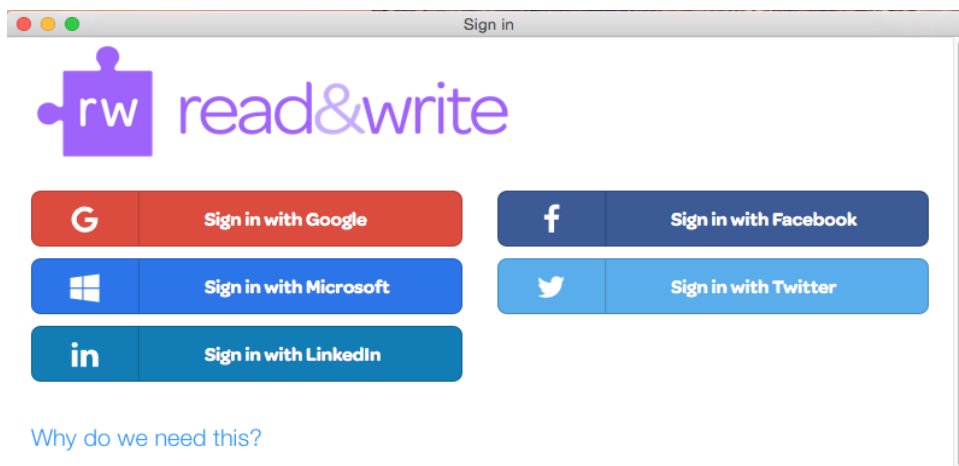 Sign in
rw read&write
Sign in with Google
Sign in with Facebook
Sign in with Microsoft
Sign in with Twitter
in Sign in with LinkedIn
Why do we need this?